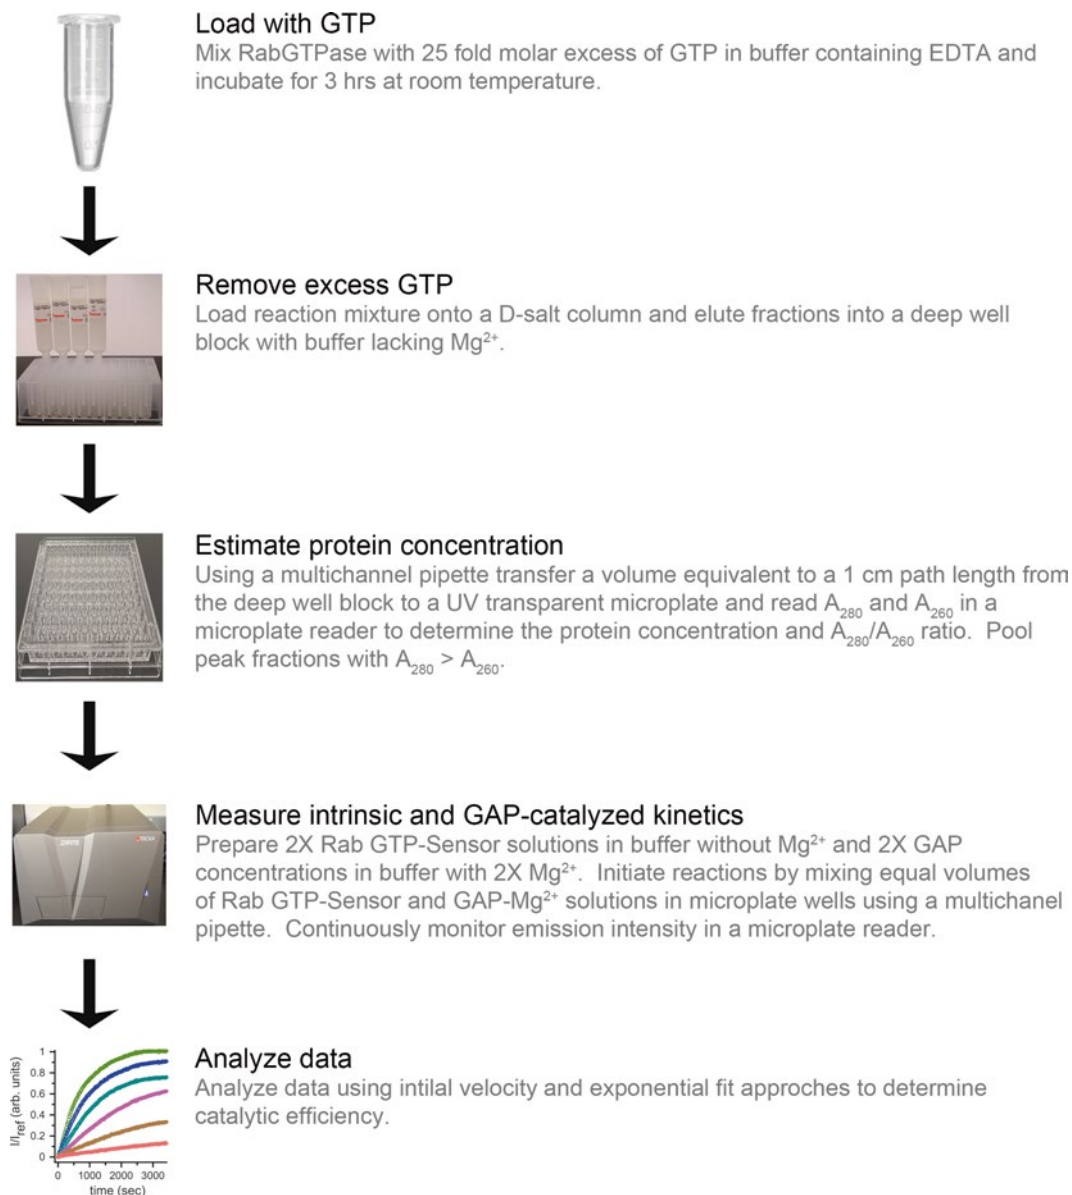 Load with GTP
Mix RabGTPase with 25 fold molar excess of GTP in buffer containing EDTA and
incubate for 3 hrs at room temperature.
Remove excess GTP
Load reaction mixture onto a D-salt column and elute fractions into a deep well
block with buffer lacking Mg²⁺.
Estimate protein concentration
Using a multichannel pipette transfer a volume equivalent to a 1 cm path length from
the deep well block to a UV transparent microplate and read A₂₈₀ and A₂₆₀ in a
microplate reader to determine the protein concentration and A₂₈₀/A₂₆₀ ratio. Pool
peak fractions with A₂₈₀ > A₂₆₀.
Measure intrinsic and GAP-catalyzed kinetics
Prepare 2X Rab GTP-Sensor solutions in buffer without Mg²⁺ and 2X GAP
concentrations in buffer with 2X Mg²⁺. Initiate reactions by mixing equal volumes
of Rab GTP-Sensor and GAP-Mg²⁺ solutions in microplate wells using a multichanel
pipette. Continuously monitor emission intensity in a microplate reader.
Analyze data
Analyze data using intilal velocity and exponential fit approches to determine
catalytic efficiency.
I/Iref (arb. units)
1
0.8
0.6
0.4
0.2
0
0 1000 2000 3000
time (sec)